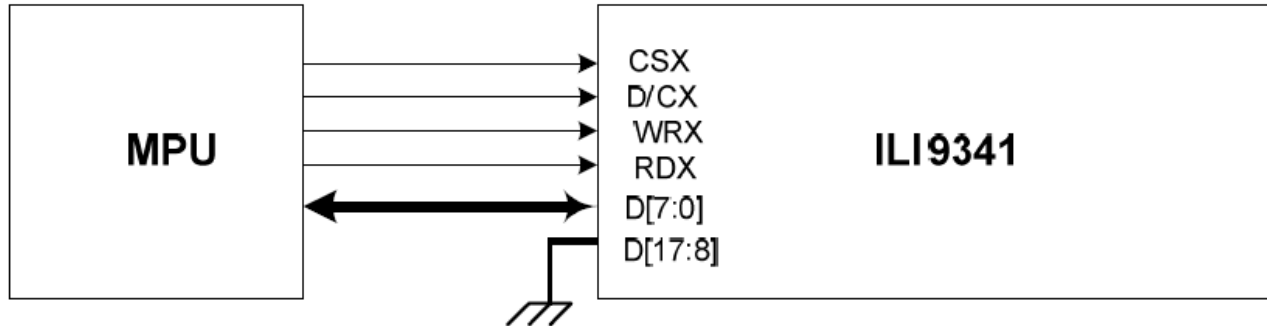 MPU
CSX
D/CX
WRX
RDX
D[7:0]
D[17:8]
ILI9341